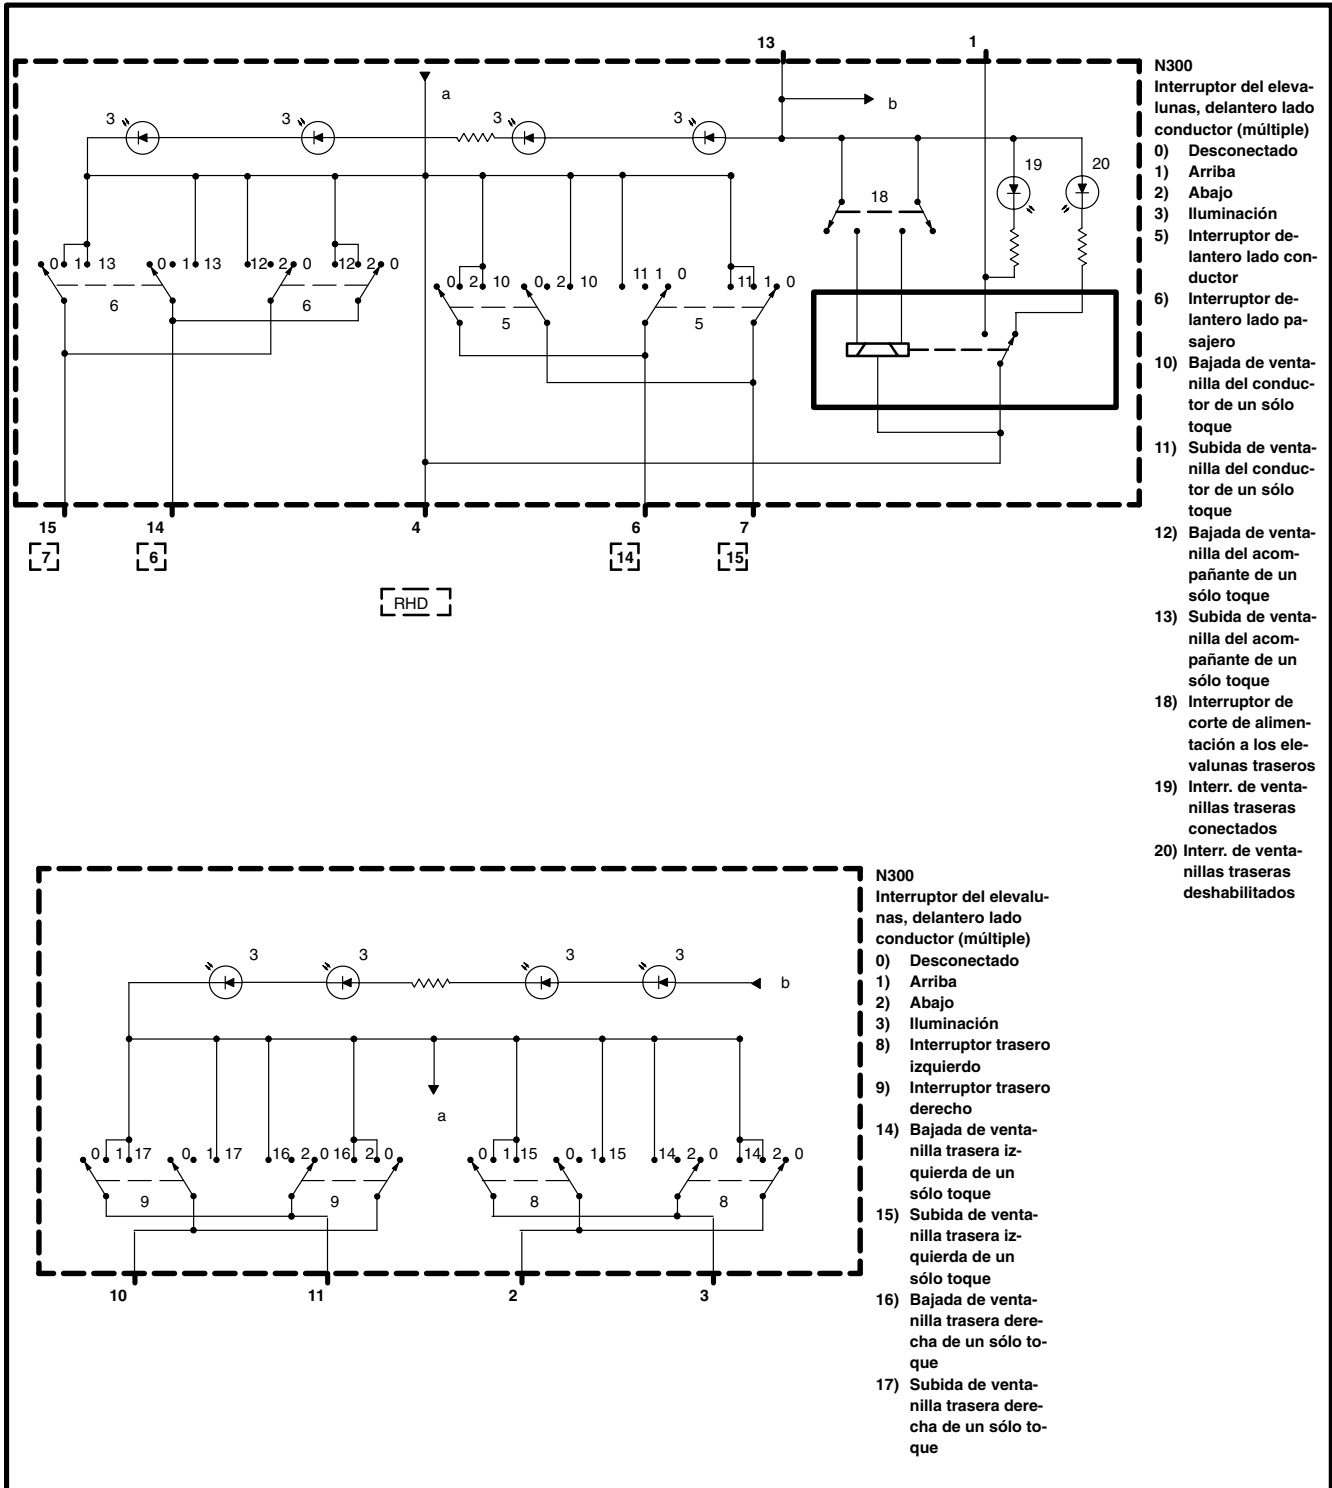 13 1
a b
3 3 3 3
19 20
18
0 1 13 0 1 13 12 2 0 12 2 0
0 2 10 0 2 10 11 1 0 11 1 0
6 6 5 5
15 14 4 6 7
7 6 14 15
RHD
N300
Interruptor del eleva-
lunas, delantero lado
conductor (múltiple)
0) Desconectado
1) Arriba
2) Abajo
3) Iluminación
5) Interruptor de-
lantero lado con-
ductor
6) Interruptor de-
lantero lado pa-
sajero
10) Bajada de venta-
nilla del conduc-
tor de un sólo
toque
11) Subida de venta-
nilla del conduc-
tor de un sólo
toque
12) Bajada de venta-
nilla del acom-
pañante de un
sólo toque
13) Subida de venta-
nilla del acom-
pañante de un
sólo toque
18) Interruptor de
corte de alimen-
tación a los ele-
valunas traseros
19) Interr. de venta-
nillas traseras
conectados
20) Interr. de venta-
nillas traseras
deshabilitados
3 3 3 3
b
a
0 1 17 0 1 17 16 2 0 16 2 0
0 1 15 0 1 15 14 2 0 14 2 0
9 9 8 8
10 11 2 3
N300
Interruptor del elevalu-
nas, delantero lado
conductor (múltiple)
0) Desconectado
1) Arriba
2) Abajo
3) Iluminación
8) Interruptor trasero
izquierdo
9) Interruptor trasero
derecho
14) Bajada de venta-
nilla trasera iz-
quierda de un
sólo toque
15) Subida de venta-
nilla trasera iz-
quierda de un
sólo toque
16) Bajada de venta-
nilla trasera dere-
cha de un sólo to-
que
17) Subida de venta-
nilla trasera dere-
cha de un sólo to-
que